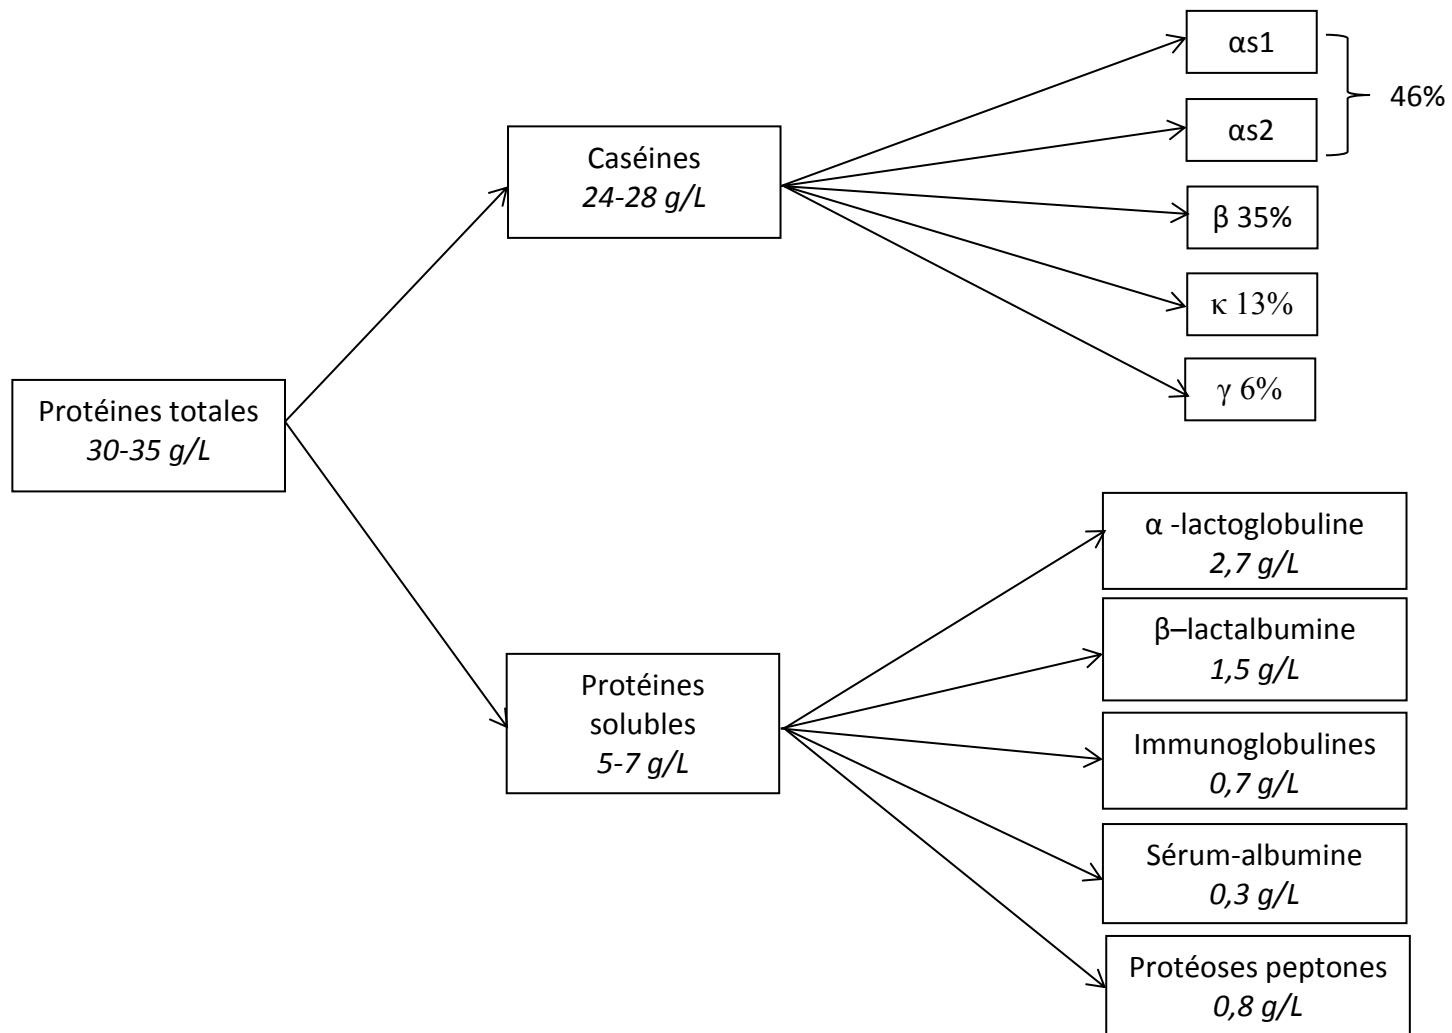 Protéines totales
30-35 g/L
Caséines
24-28 g/L
αs1
αs2
46%
β 35%
κ 13%
γ 6%
Protéines
solubles
5-7 g/L
α -lactoglobuline
2,7 g/L
β–lactalbumine
1,5 g/L
Immunoglobulines
0,7 g/L
Sérum-albumine
0,3 g/L
Protéoses peptones
0,8 g/L